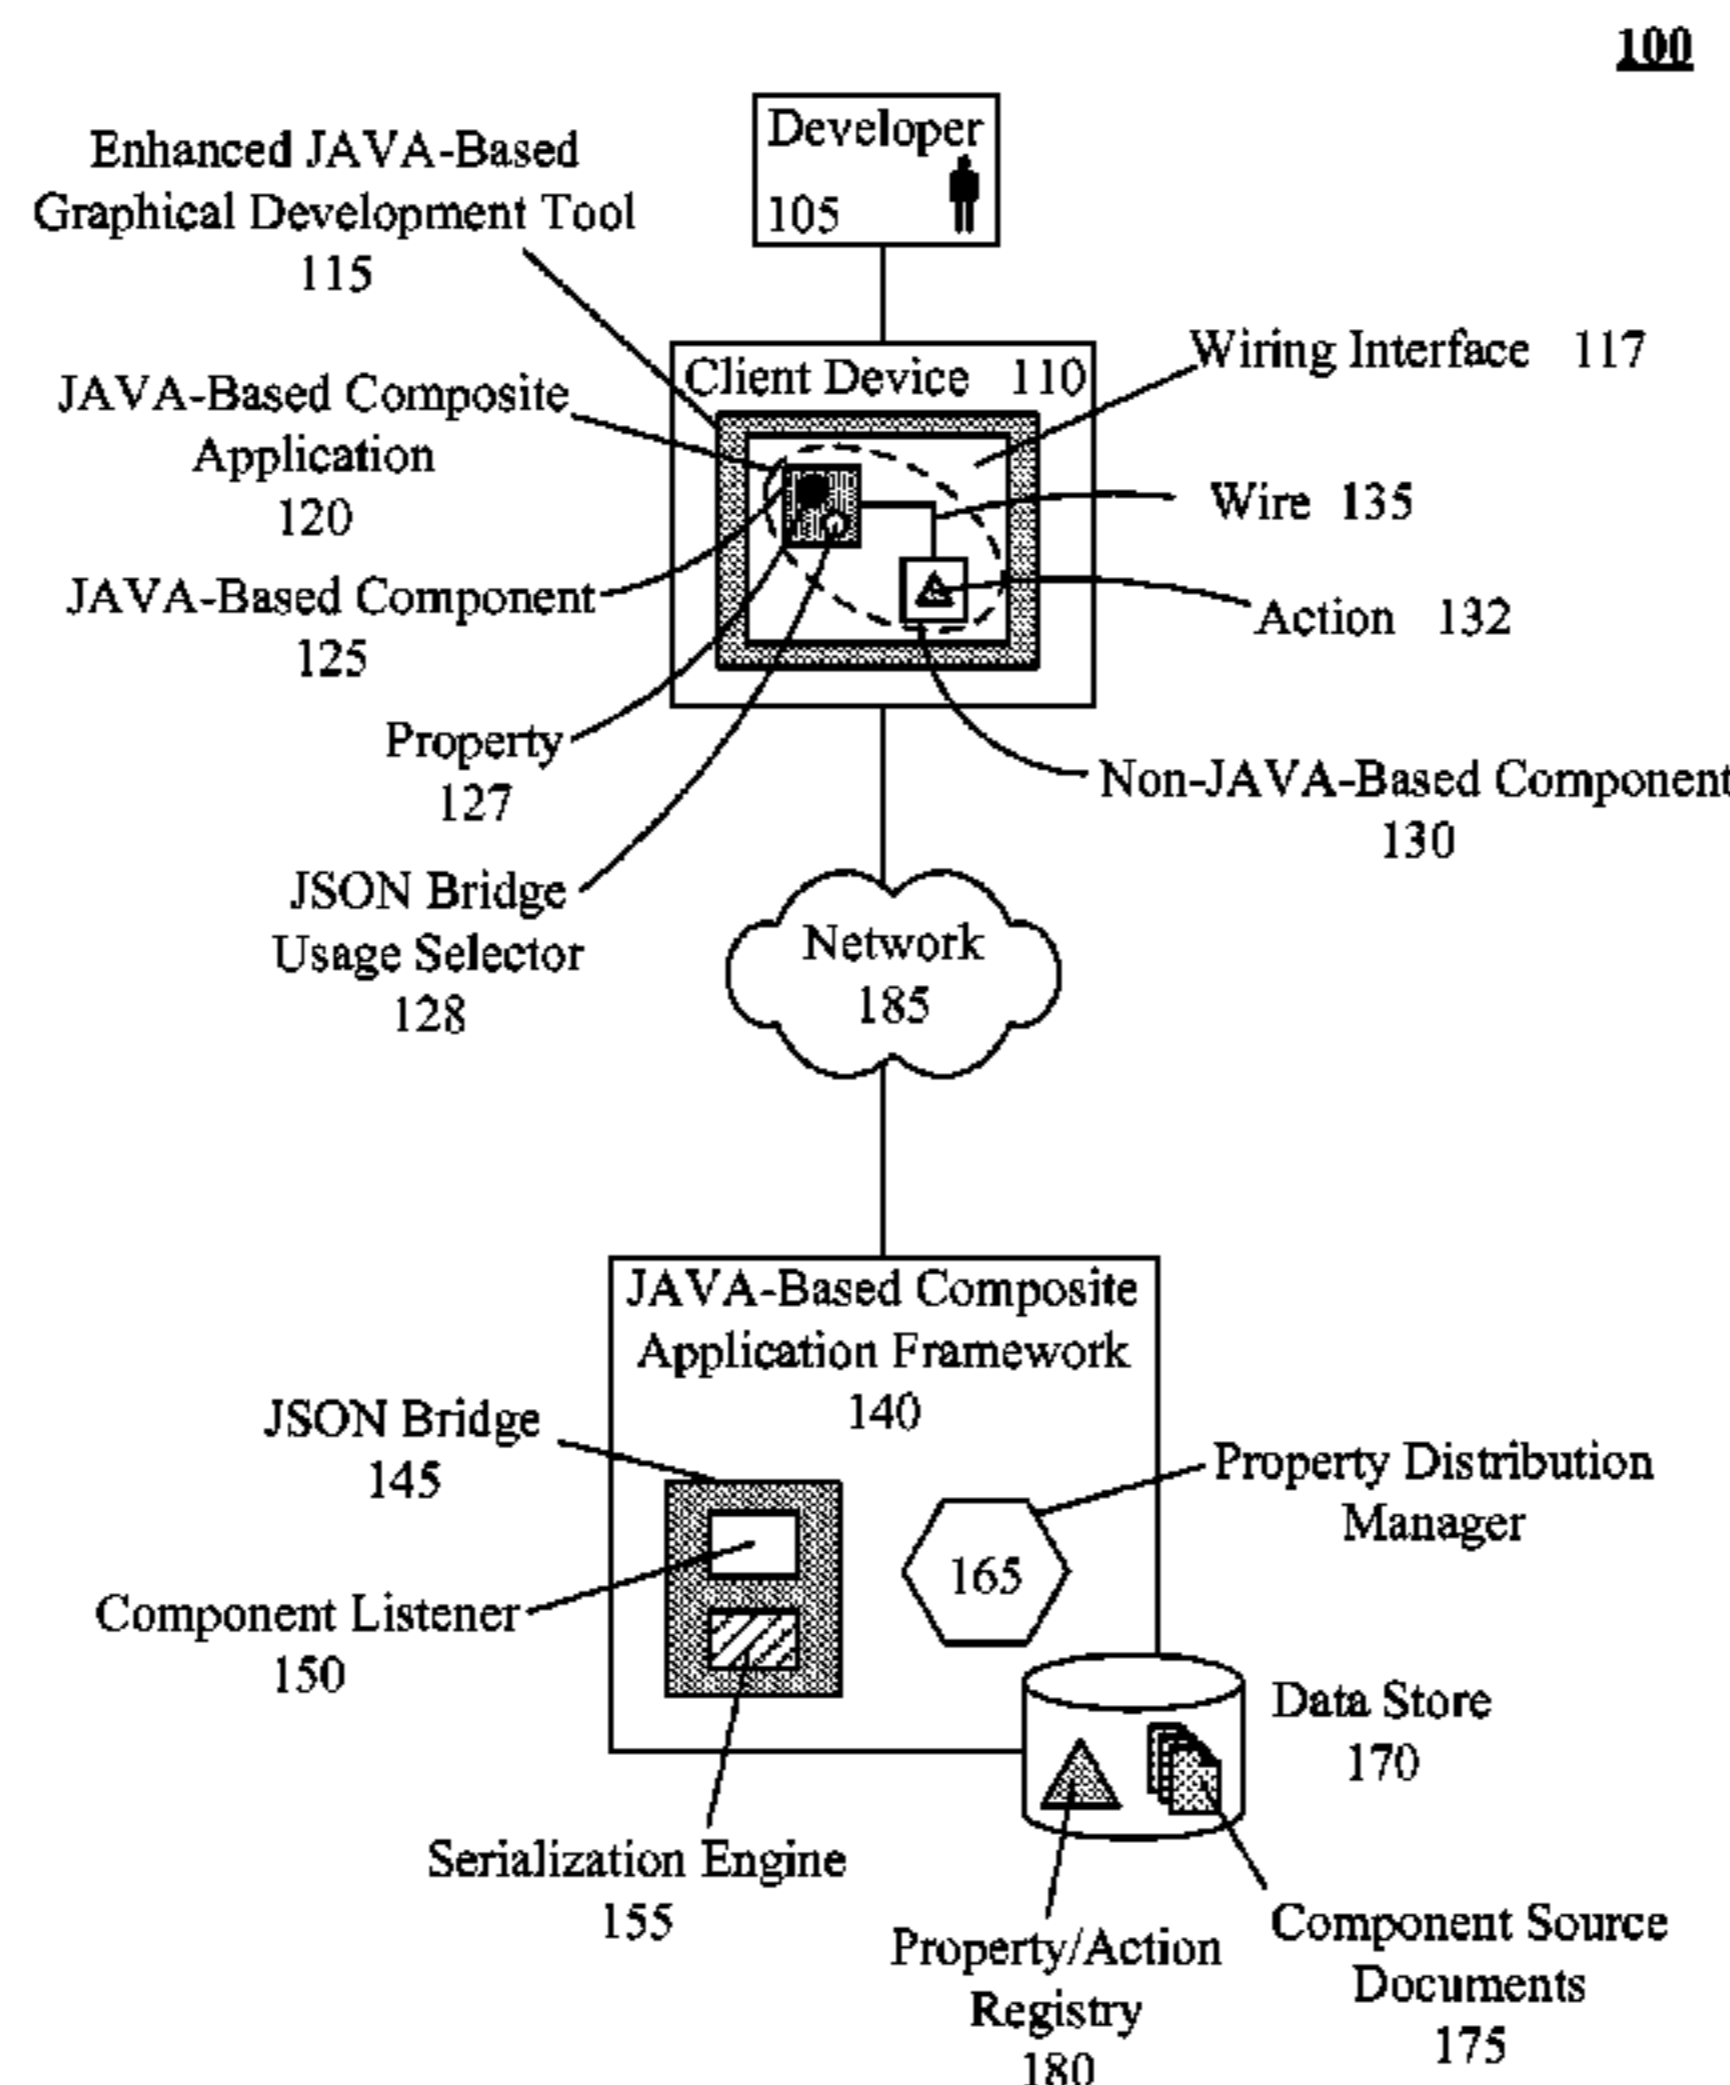 100
Developer
105
Enhanced JAVA-Based
Graphical Development Tool
115
Client Device 110
Wiring Interface 117
JAVA-Based Composite
Application
120
Wire 135
JAVA-Based Component
125
Action 132
Property
127
Non-JAVA-Based Component
130
JSON Bridge
Usage Selector
128
Network
185
JAVA-Based Composite
Application Framework
140
JSON Bridge
145
Property Distribution
Manager
165
Component Listener
150
Data Store
170
Serialization Engine
155
Property/Action
Registry
180
Component Source
Documents
175